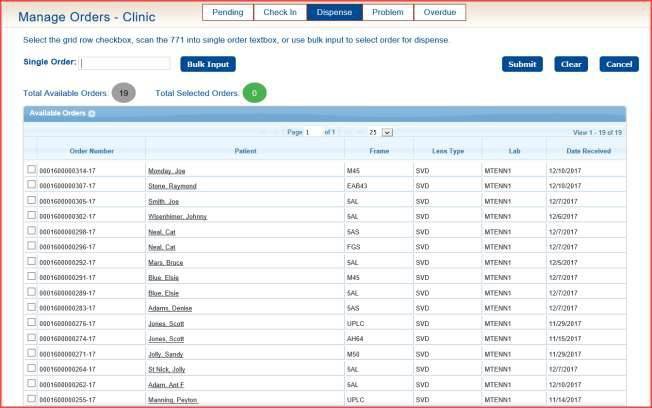 Manage Orders - Clinic
Pending Check In Dispense Problem Overdue
Select the grid row checkbox, scan the 771 into single order textbox, or use bulk input to select order for dispense.
Single Order: Bulk Input Submit Clear Cancel
Total Available Orders: 19 Total Selected Orders: 0
Available Orders
Page 1 of 1 25 View 1 - 19 of 19
Order Number Patient Frame Lens Type Lab Date Received
0001600000314-17 Monday, Joe M45 SVD MTENN1 12/10/2017
0001600000307-17 Stone, Raymond EAB43 SVD MTENN1 12/10/2017
0001600000305-17 Smith, Joe 5AL SVD MTENN1 12/7/2017
0001600000302-17 Wisenhimer, Johnny 5AL SVD MTENN1 12/6/2017
0001600000298-17 Neal, Cat 5AS SVD MTENN1 12/7/2017
0001600000296-17 Neal, Cat FGS SVD MTENN1 12/7/2017
0001600000292-17 Mars, Bruce 5AL SVD MTENN1 12/5/2017
0001600000291-17 Blue, Elsie M45 SVD MTENN1 12/7/2017
0001600000289-17 Blue, Elsie 5AL SVD MTENN1 12/7/2017
0001600000283-17 Adams, Denise 5AS SVD MTENN1 12/7/2017
0001600000276-17 Jones, Scott UPLC SVD MTENN1 11/29/2017
0001600000274-17 Jones, Scott AH64 SVD MTENN1 11/15/2017
0001600000271-17 Jolly, Sandy M50 SVD MTENN1 11/29/2017
0001600000264-17 St Nick, Jolly 5AL SVD MTENN1 12/7/2017
0001600000262-17 Adam, Ant F 5AL SVD MTENN1 12/10/2017
0001600000255-17 Manning, Peyton UPLC SVD MTENN1 11/14/2017